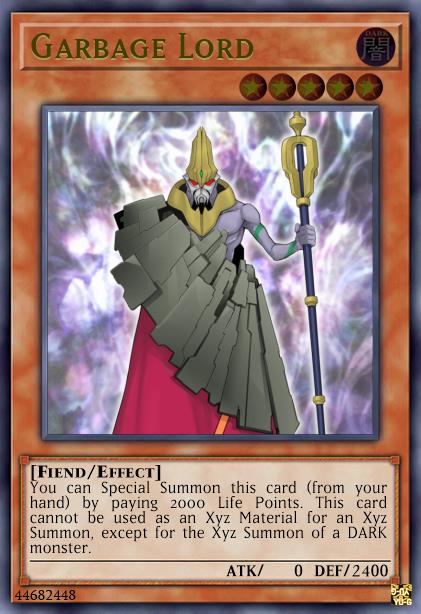 GARBAGE LORD
DARK
闇
[FIEND/EFFECT]
You can Special Summon this card (from your
hand) by paying 2000 Life Points. This card
cannot be used as an Xyz Material for an Xyz
Summon, except for the Xyz Summon of a DARK
monster.
ATK/ 0 DEF/2400
44682448